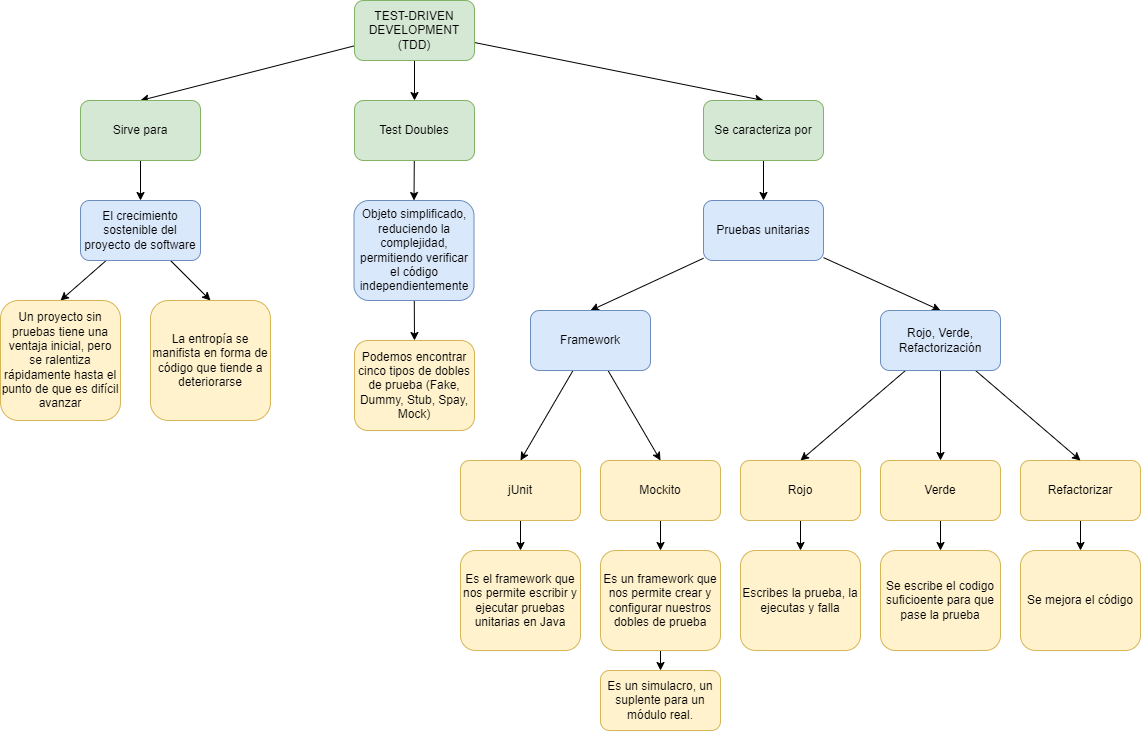 TEST-DRIVEN
DEVELOPMENT
(TDD)
Sirve para
Test Doubles
Se caracteriza por
El crecimiento
sostenible del
proyecto de software
Objeto simplificado,
reduciendo la
complejidad,
permitiendo verificar
el código
independientemente
Pruebas unitarias
Un proyecto sin
pruebas tiene una
ventaja inicial, pero
se ralentiza
rápidamente hasta el
punto de que es difícil
avanzar
La entropía se
manifista en forma de
código que tiende a
deteriorarse
Podemos encontrar
cinco tipos de dobles
de prueba (Fake,
Dummy, Stub, Spay,
Mock)
Framework
Rojo, Verde,
Refactorización
jUnit
Mockito
Rojo
Verde
Refactorizar
Es el framework que
nos permite escribir y
ejecutar pruebas
unitarias en Java
Es un framework que
nos permite crear y
configurar nuestros
dobles de prueba
Escribes la prueba, la
ejecutas y falla
Se escribe el codigo
suficioente para que
pase la prueba
Se mejora el código
Es un simulacro, un
suplente para un
módulo real.